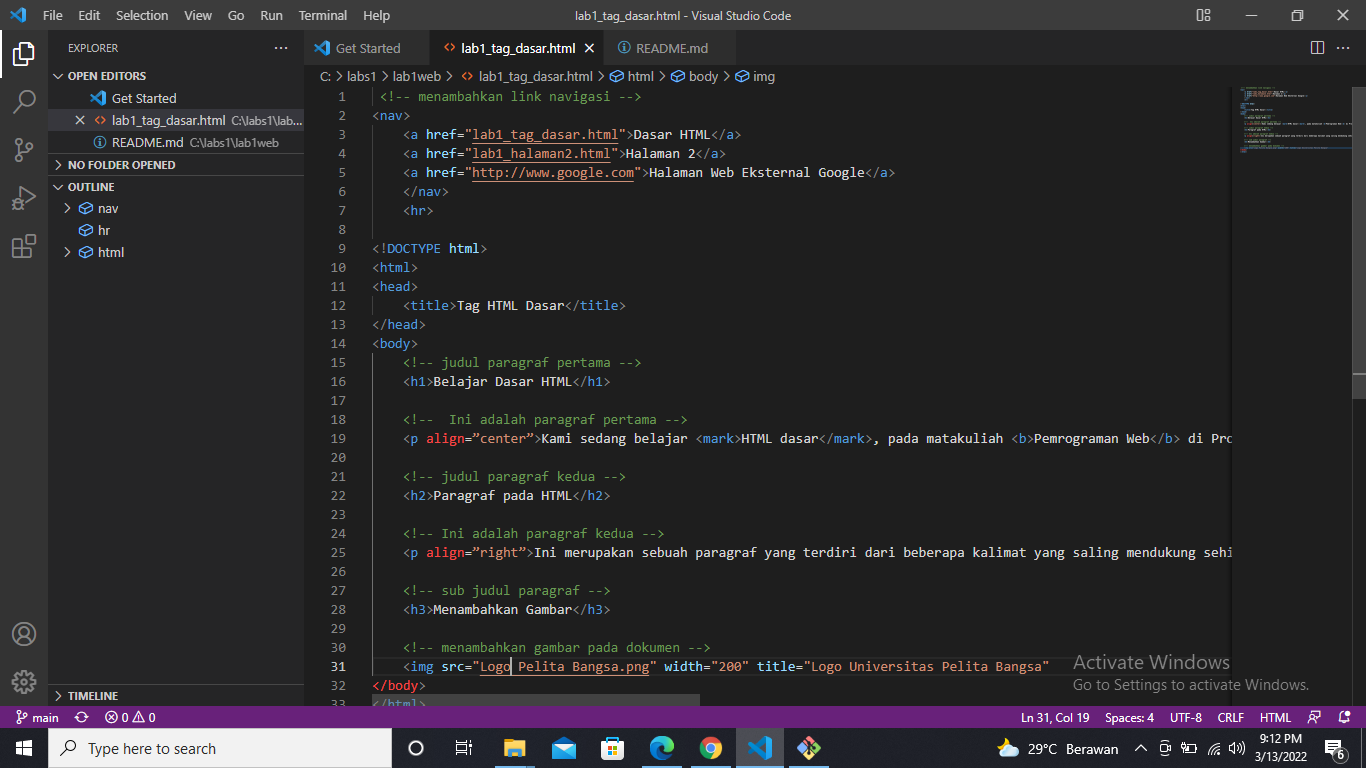 File Edit Selection View Go Run Terminal Help lab1_tag_dasar.html - Visual Studio Code
EXPLORER ···
Get Started
lab1_tag_dasar.html
README.md
OPEN EDITORS
Get Started
lab1_tag_dasar.html C:\labs1\lab...
README.md C:\labs1\lab1web
NO FOLDER OPENED
OUTLINE
nav
hr
html
TIMELINE
C: > labs1 > lab1web > lab1_tag_dasar.html > html > body > img
1 <!-- menambahkan link navigasi -->
2 <nav>
3 <a href="lab1_tag_dasar.html">Dasar HTML</a>
4 <a href="lab1_halaman2.html">Halaman 2</a>
5 <a href="http://www.google.com">Halaman Web Eksternal Google</a>
6 </nav>
7 <hr>
8
9 <!DOCTYPE html>
10 <html>
11 <head>
12 <title>Tag HTML Dasar</title>
13 </head>
14 <body>
15 <!-- judul paragraf pertama -->
16 <h1>Belajar Dasar HTML</h1>
17
18 <!--  Ini adalah paragraf pertama -->
19 <p align=”center”>Kami sedang belajar <mark>HTML dasar</mark>, pada matakuliah <b>Pemrograman Web</b> di Pro
20
21 <!-- judul paragraf kedua -->
22 <h2>Paragraf pada HTML</h2>
23
24 <!-- Ini adalah paragraf kedua -->
25 <p align=”right”>Ini merupakan sebuah paragraf yang terdiri dari beberapa kalimat yang saling mendukung sehi
26
27 <!-- sub judul paragraf -->
28 <h3>Menambahkan Gambar</h3>
29
30 <!-- menambahkan gambar pada dokumen -->
31 <img src="Logo Pelita Bangsa.png" width="200" title="Logo Universitas Pelita Bangsa"
32 </body>
33 </html>
Activate Windows
Go to Settings to activate Windows.
main 0 0 Ln 31, Col 19 Spaces: 4 UTF-8 CRLF HTML
Type here to search
29°C Berawan
9:12 PM
3/13/2022
6